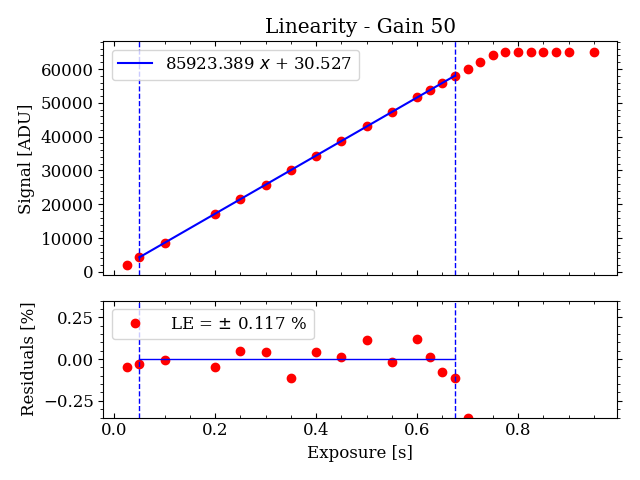 Linearity - Gain 50
85923.389 x + 30.527
Signal [ADU]
60000
50000
40000
30000
20000
10000
0
LE = ± 0.117 %
Residuals [%]
0.25
0.00
−0.25
0.0 0.2 0.4 0.6 0.8
Exposure [s]